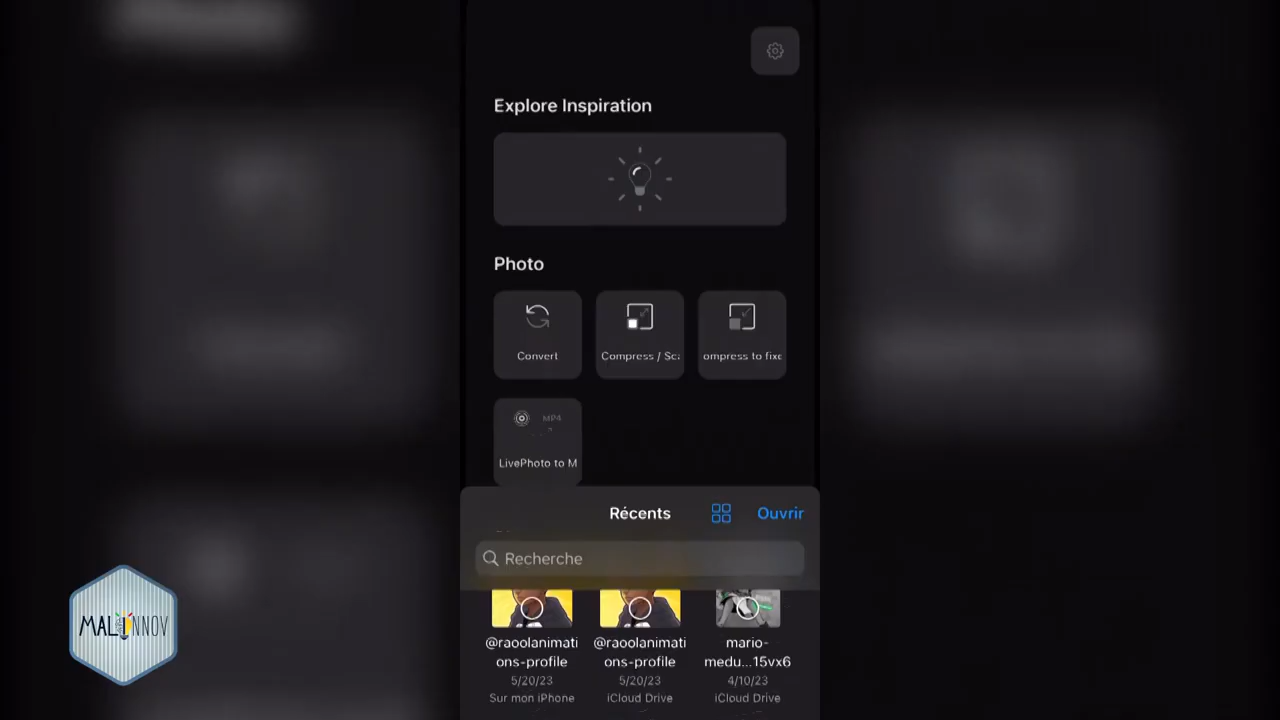 Explore Inspiration
Photo
Convert
Compress / Sca
ompress to fixe
MP4
LivePhoto to M
Récents
Ouvrir
Recherche
@raoolanimati
ons-profile
5/20/23
Sur mon iPhone
@raoolanimati
ons-profile
5/20/23
iCloud Drive
mario-
medu...15vx6
4/10/23
iCloud Drive
MALINNOV